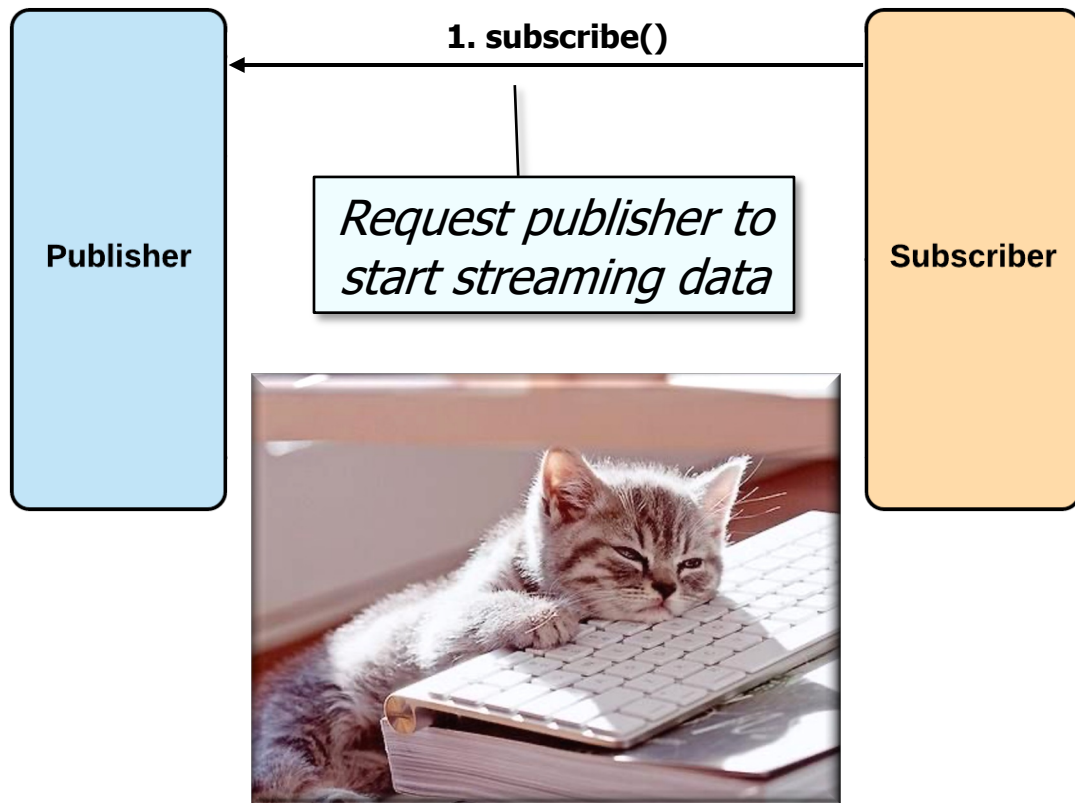 1. subscribe()
Request publisher to
start streaming data
Publisher
Subscriber